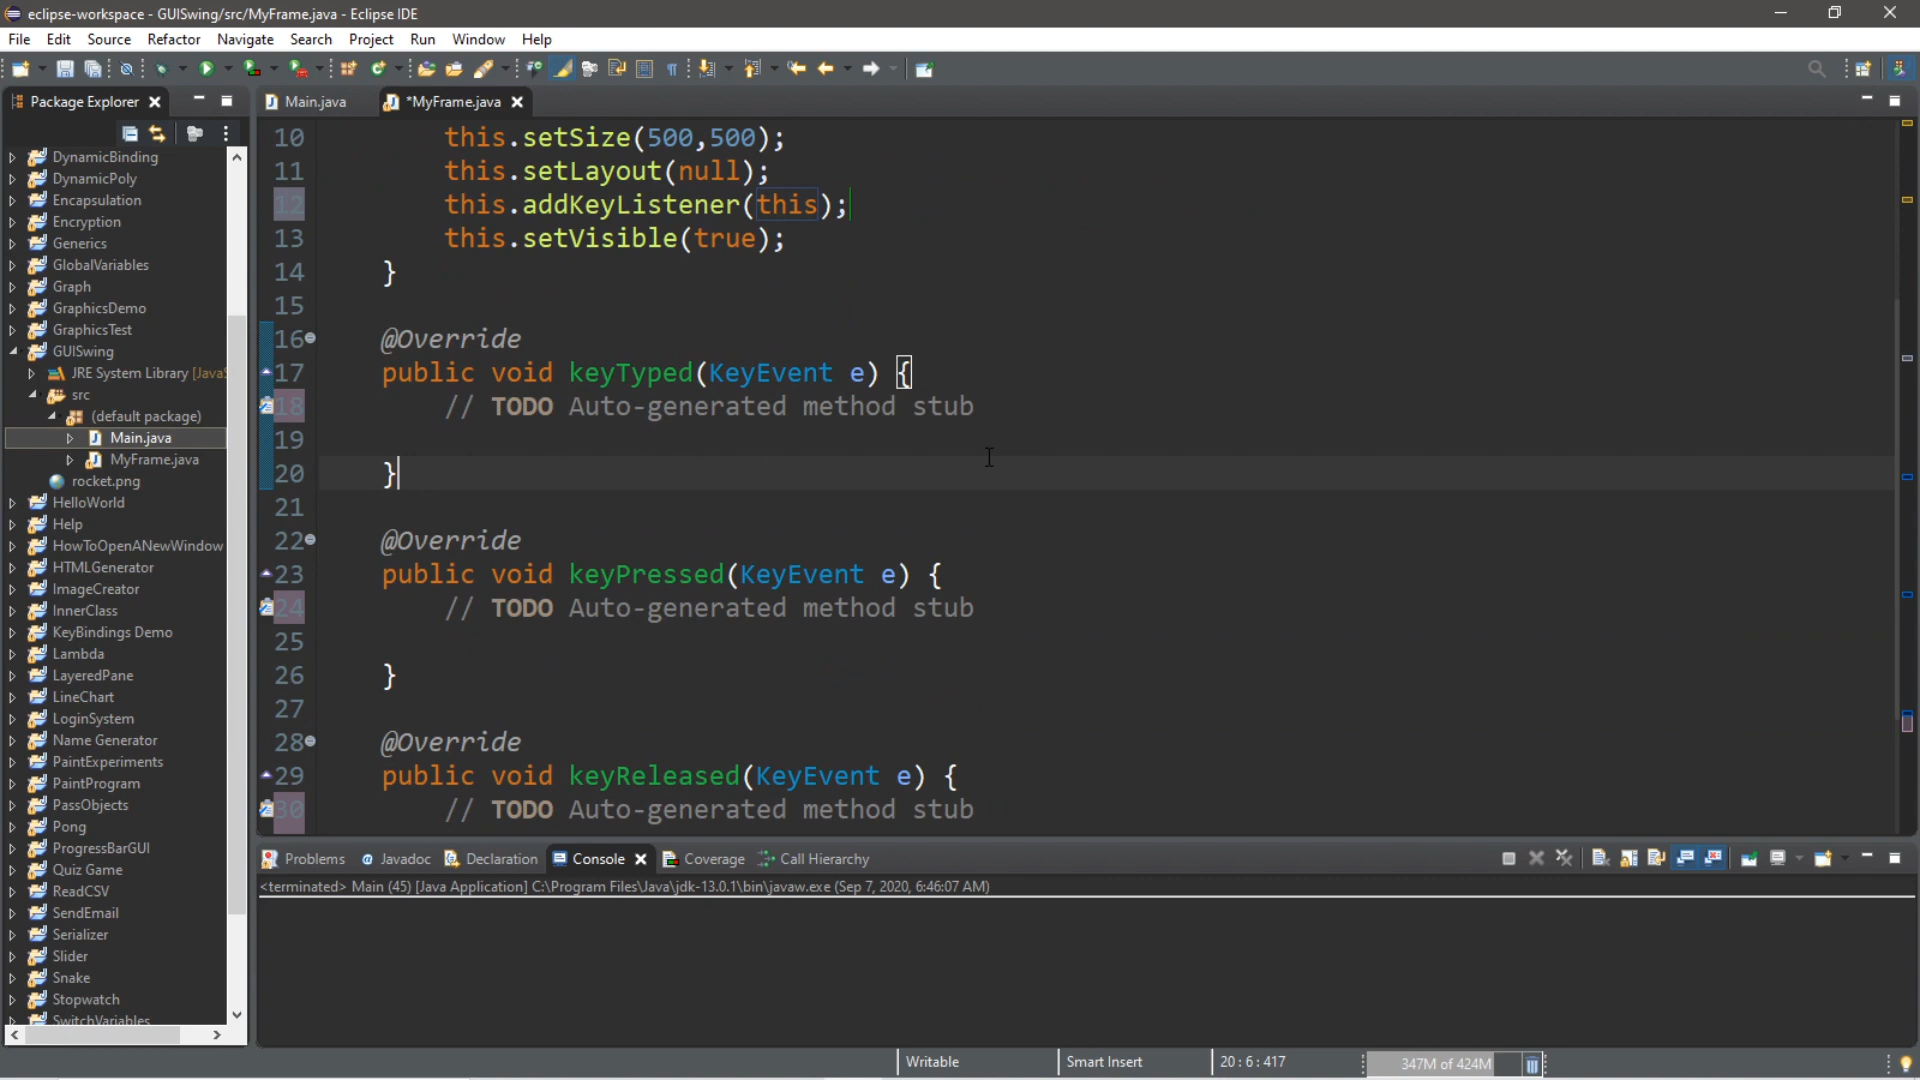 eclipse-workspace - GUISwing/src/MyFrame.java - Eclipse IDE
File Edit Source Refactor Navigate Search Project Run Window Help
Package Explorer
DynamicBinding
DynamicPoly
Encapsulation
Encryption
Generics
GlobalVariables
Graph
GraphicsDemo
GraphicsTest
GUISwing
JRE System Library [Java
src
(default package)
Main.java
MyFrame.java
rocket.png
HelloWorld
Help
HowToOpenANewWindow
HTMLGenerator
ImageCreator
InnerClass
KeyBindings Demo
Lambda
LayeredPane
LineChart
LoginSystem
Name Generator
PaintExperiments
PaintProgram
PassObjects
Pong
ProgressBarGUI
Quiz Game
ReadCSV
SendEmail
Serializer
Slider
Snake
Stopwatch
SwitchVariables
Main.java *MyFrame.java
10 this.setSize(500,500);
11 this.setLayout(null);
12 this.addKeyListener(this);
13 this.setVisible(true);
14 }
15
16 @Override
17 public void keyTyped(KeyEvent e) {
18 // TODO Auto-generated method stub
19
20 }
21
22 @Override
23 public void keyPressed(KeyEvent e) {
24 // TODO Auto-generated method stub
25
26 }
27
28 @Override
29 public void keyReleased(KeyEvent e) {
30 // TODO Auto-generated method stub
Problems Javadoc Declaration Console Coverage Call Hierarchy
<terminated> Main (45) [Java Application] C:\Program Files\Java\jdk-13.0.1\bin\javaw.exe (Sep 7, 2020, 6:46:07 AM)
Writable Smart Insert 20 : 6 : 417 347M of 424M